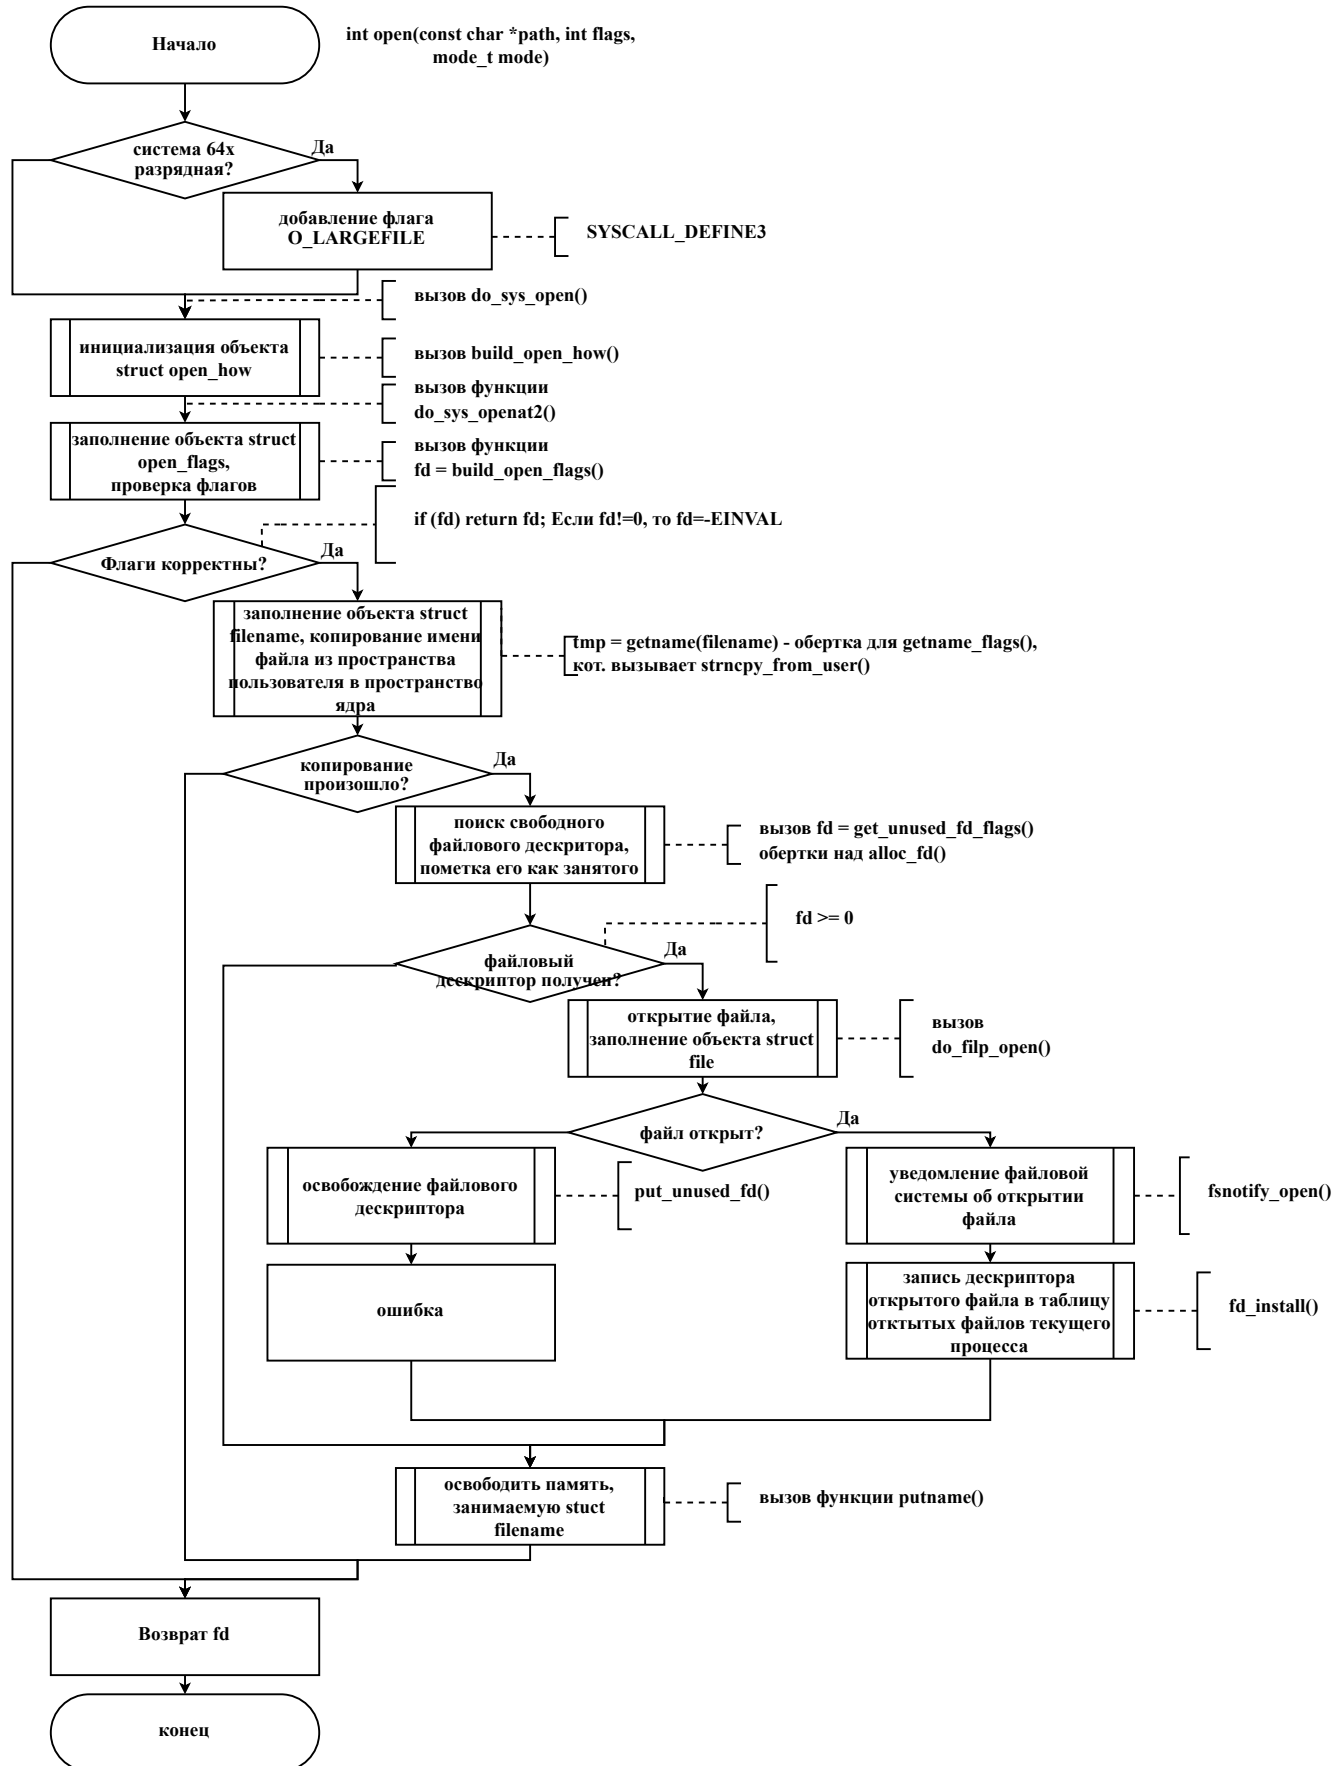 Начало
int open(const char *path, int flags,
mode_t mode)
система 64х
разрядная?
Да
добавление флага
O_LARGEFILE
SYSCALL_DEFINE3
вызов do_sys_open()
инициализация объекта
struct open_how
вызов build_open_how()
вызов функции
do_sys_openat2()
заполнение объекта struct
open_flags,
проверка флагов
вызов функции
fd = build_open_flags()
if (fd) return fd; Если fd!=0, то fd=-EINVAL
Флаги корректны?
Да
заполнение объекта struct
filename, копирование имени
файла из пространства
пользователя в пространство
ядра
tmp = getname(filename) - обертка для getname_flags(),
кот. вызывает strncpy_from_user()
копирование
произошло?
Да
поиск свободного
файлового дескритора,
пометка его как занятого
вызов fd = get_unused_fd_flags()
обертки над alloc_fd()
fd >= 0
файловый
дескриптор получен?
Да
открытие файла,
заполнение объекта struct
file
вызов
do_filp_open()
файл открыт?
Да
освобождение файлового
дескриптора
put_unused_fd()
уведомление файловой
системы об открытии
файла
fsnotify_open()
ошибка
запись дескриптора
открытого файла в таблицу
отктытых файлов текущего
процесса
fd_install()
освободить память,
занимаемую stuct
filename
вызов функции putname()
Возврат fd
конец